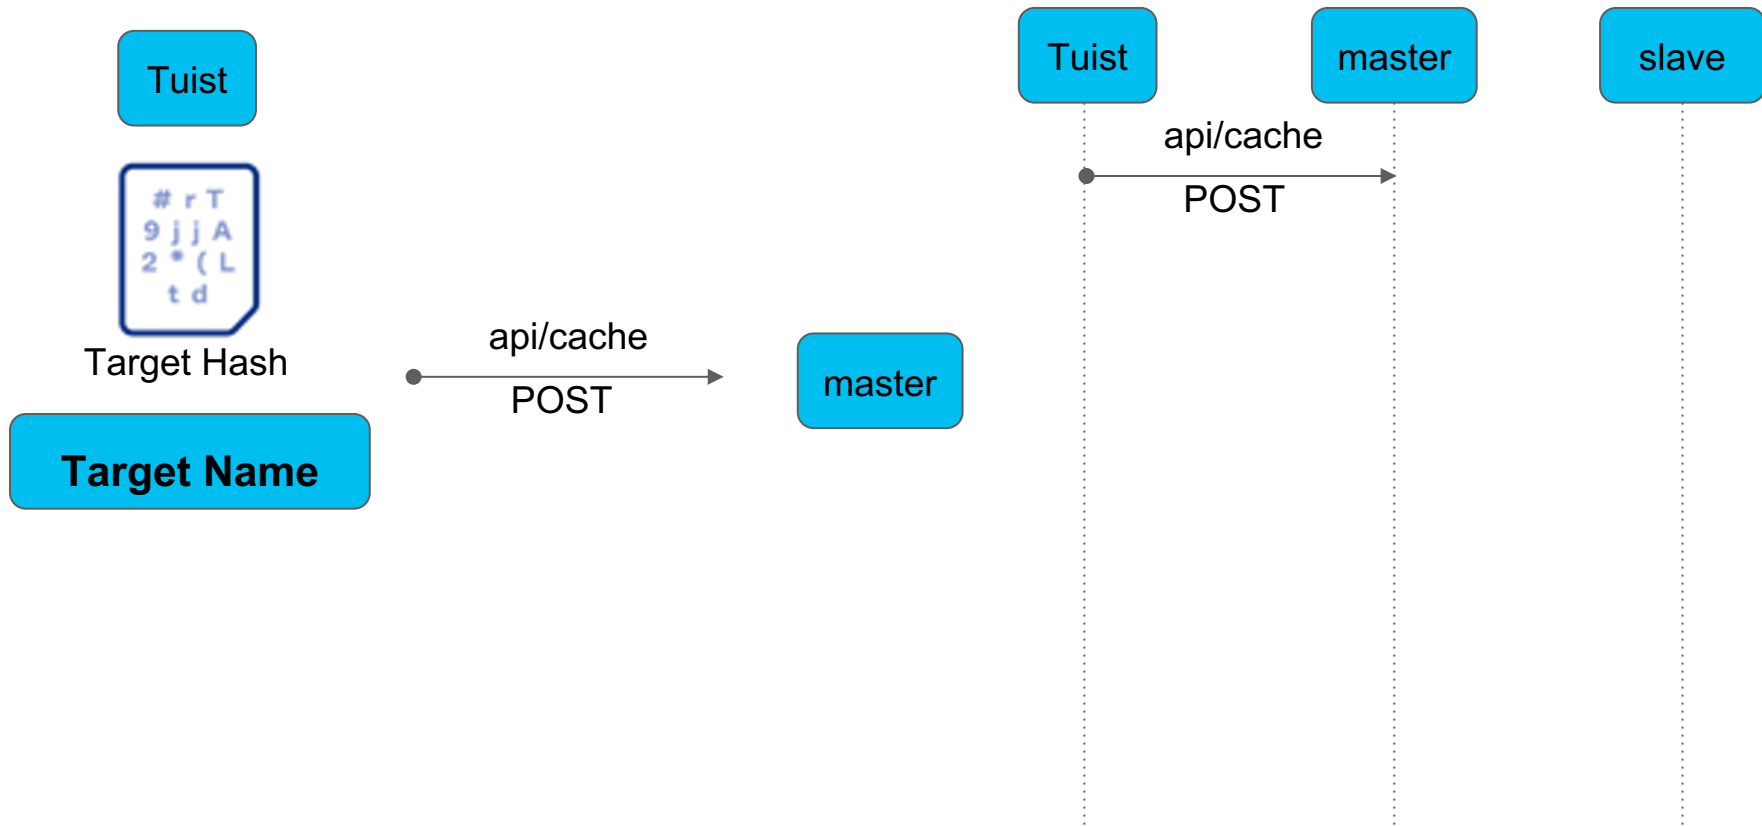 Tuist
# r T
9 j j A
2 * ( L
t d
Target Hash
Target Name
api/cache
POST
master
Tuist
master
slave
api/cache
POST